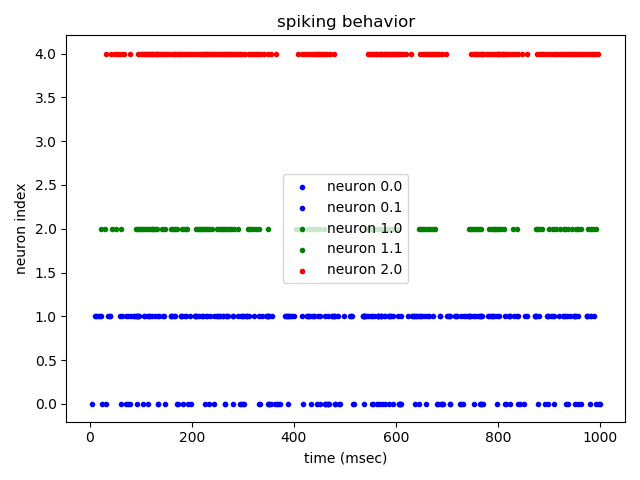 spiking behavior
neuron index
4.0
3.5
3.0
2.5
2.0
1.5
1.0
0.5
0.0
neuron 0.0
neuron 0.1
neuron 1.0
neuron 1.1
neuron 2.0
0 200 400 600 800 1000
time (msec)